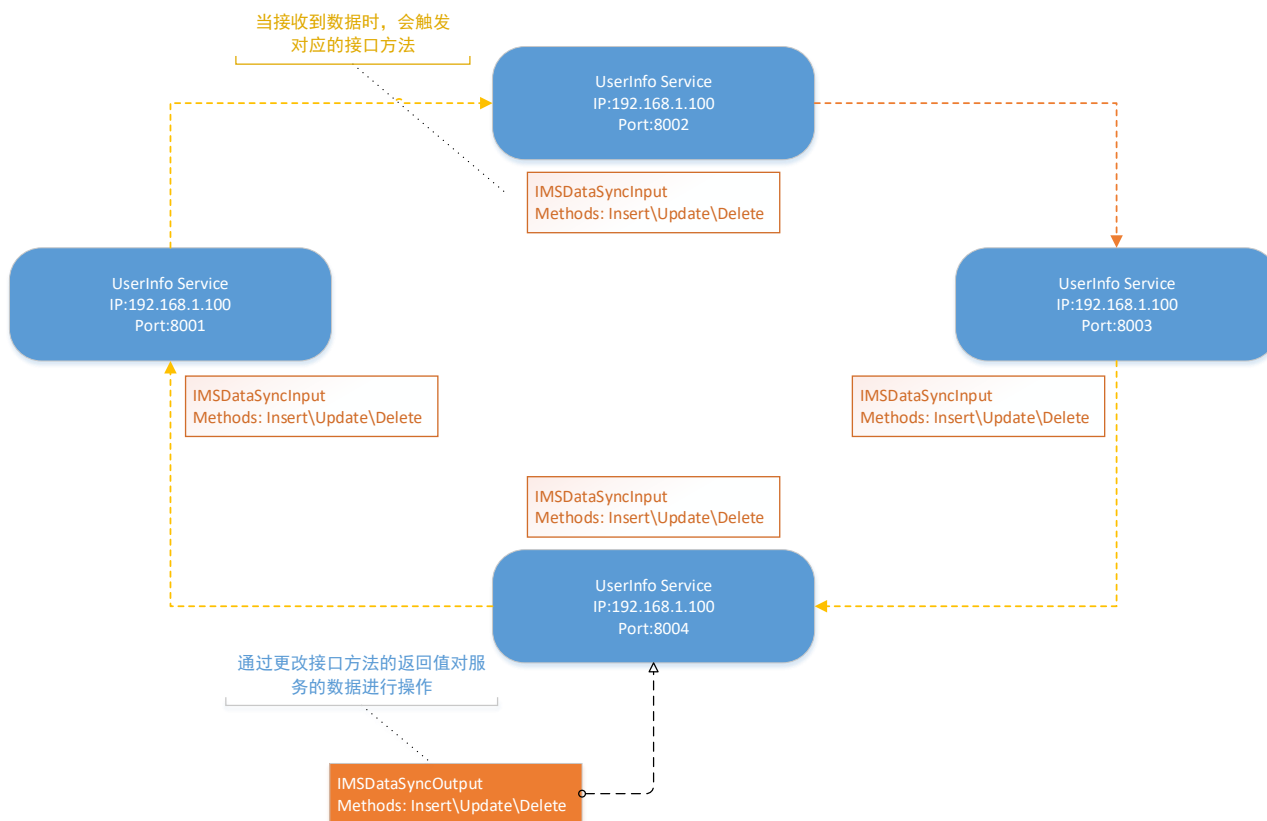 当接收到数据时，会触发
对应的接口方法
UserInfo Service
IP:192.168.1.100
Port:8002
IMSDataSyncInput
Methods: Insert\Update\Delete
UserInfo Service
IP:192.168.1.100
Port:8001
UserInfo Service
IP:192.168.1.100
Port:8003
IMSDataSyncInput
Methods: Insert\Update\Delete
IMSDataSyncInput
Methods: Insert\Update\Delete
IMSDataSyncInput
Methods: Insert\Update\Delete
UserInfo Service
IP:192.168.1.100
Port:8004
通过更改接口方法的返回值对服
务的数据进行操作
IMSDataSyncOutput
Methods: Insert\Update\Delete